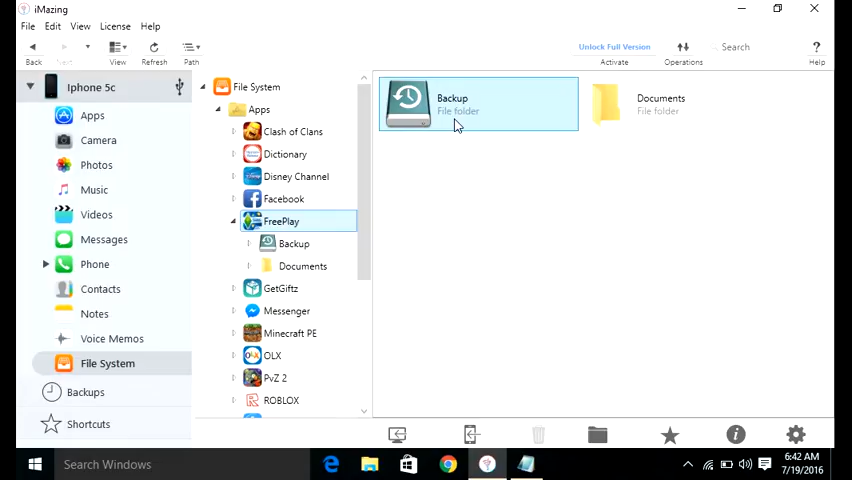 iMazing
File Edit View License Help
Back
Next
View
Refresh
Path
Unlock Full Version
Activate
Operations
Search
Help
Iphone 5c
Apps
Camera
Photos
Music
Videos
Messages
Phone
Contacts
Notes
Voice Memos
File System
Backups
Shortcuts
File System
Apps
Clash of Clans
Dictionary
Disney Channel
Facebook
FreePlay
Backup
Documents
GetGiftz
Messenger
Minecraft PE
OLX
PvZ 2
ROBLOX
Backup
File folder
Documents
File folder
Search Windows
6:42 AM
7/19/2016